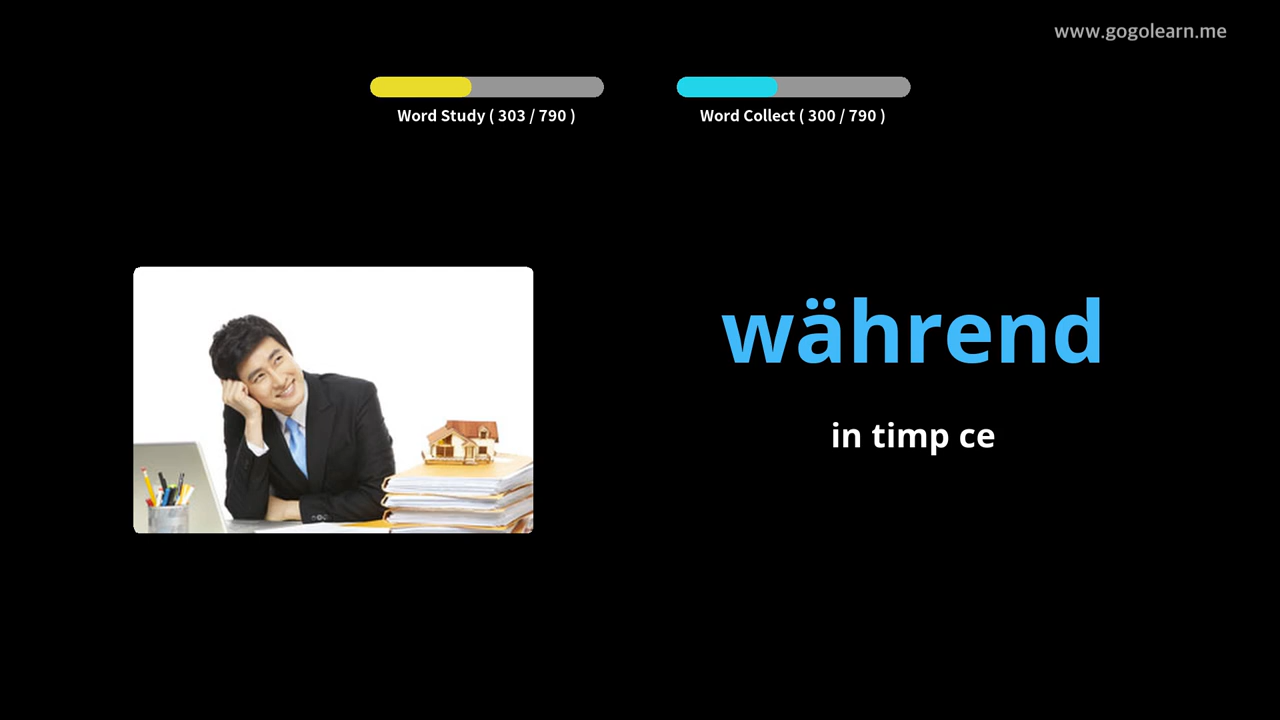 www.gogolearn.me
Word Study ( 303 / 790 )
Word Collect ( 300 / 790 )
während
in timp ce